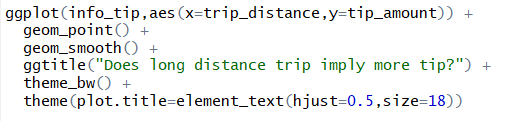 ggplot(info_tip,aes(x=trip_distance,y=tip_amount)) +
  geom_point() +
  geom_smooth() +
  ggtitle("Does long distance trip imply more tip?") +
  theme_bw() +
  theme(plot.title=element_text(hjust=0.5,size=18))